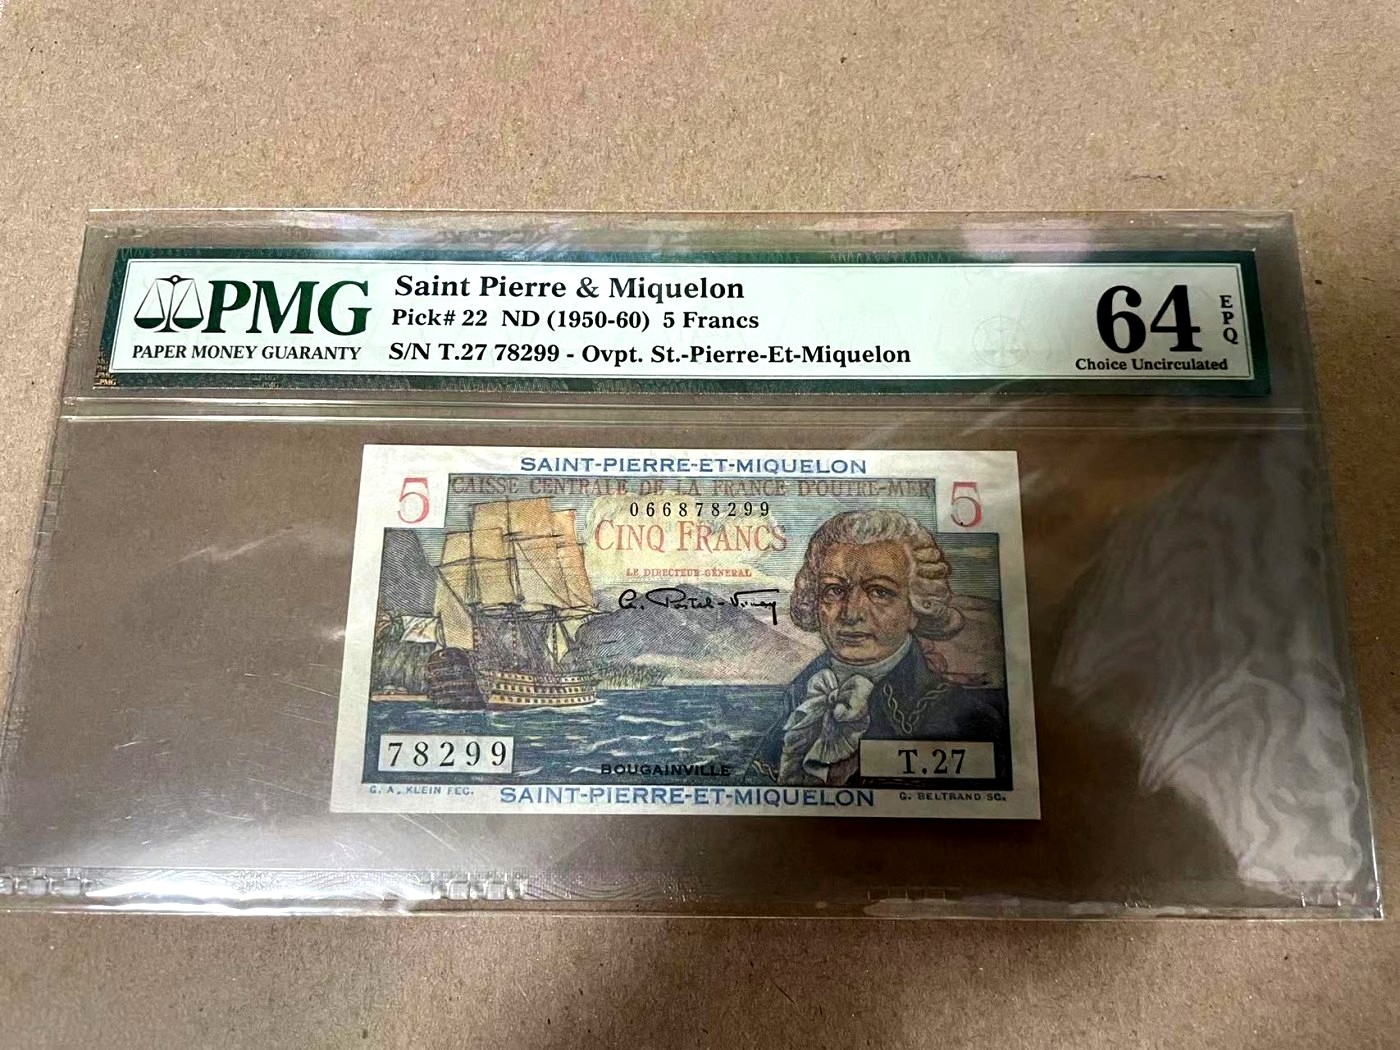 PMG
PAPER MONEY GUARANTY
Saint Pierre & Miquelon
Pick# 22 ND (1950-60) 5 Francs
S/N T.27 78299 - Ovpt. St.-Pierre-Et-Miquelon
64
EPQ
Choice Uncirculated
SAINT-PIERRE-ET-MIQUELON
5 CAISSE CENTRALE DE LA FRANCE D'OUTRE-MER 5
066878299
CINQ FRANCS
LE DIRECTEUR GÉNÉRAL
78299
BOUGAINVILLE
T.27
G. A. KLEIN FEC.
SAINT-PIERRE-ET-MIQUELON
G. BELTRAND SC.